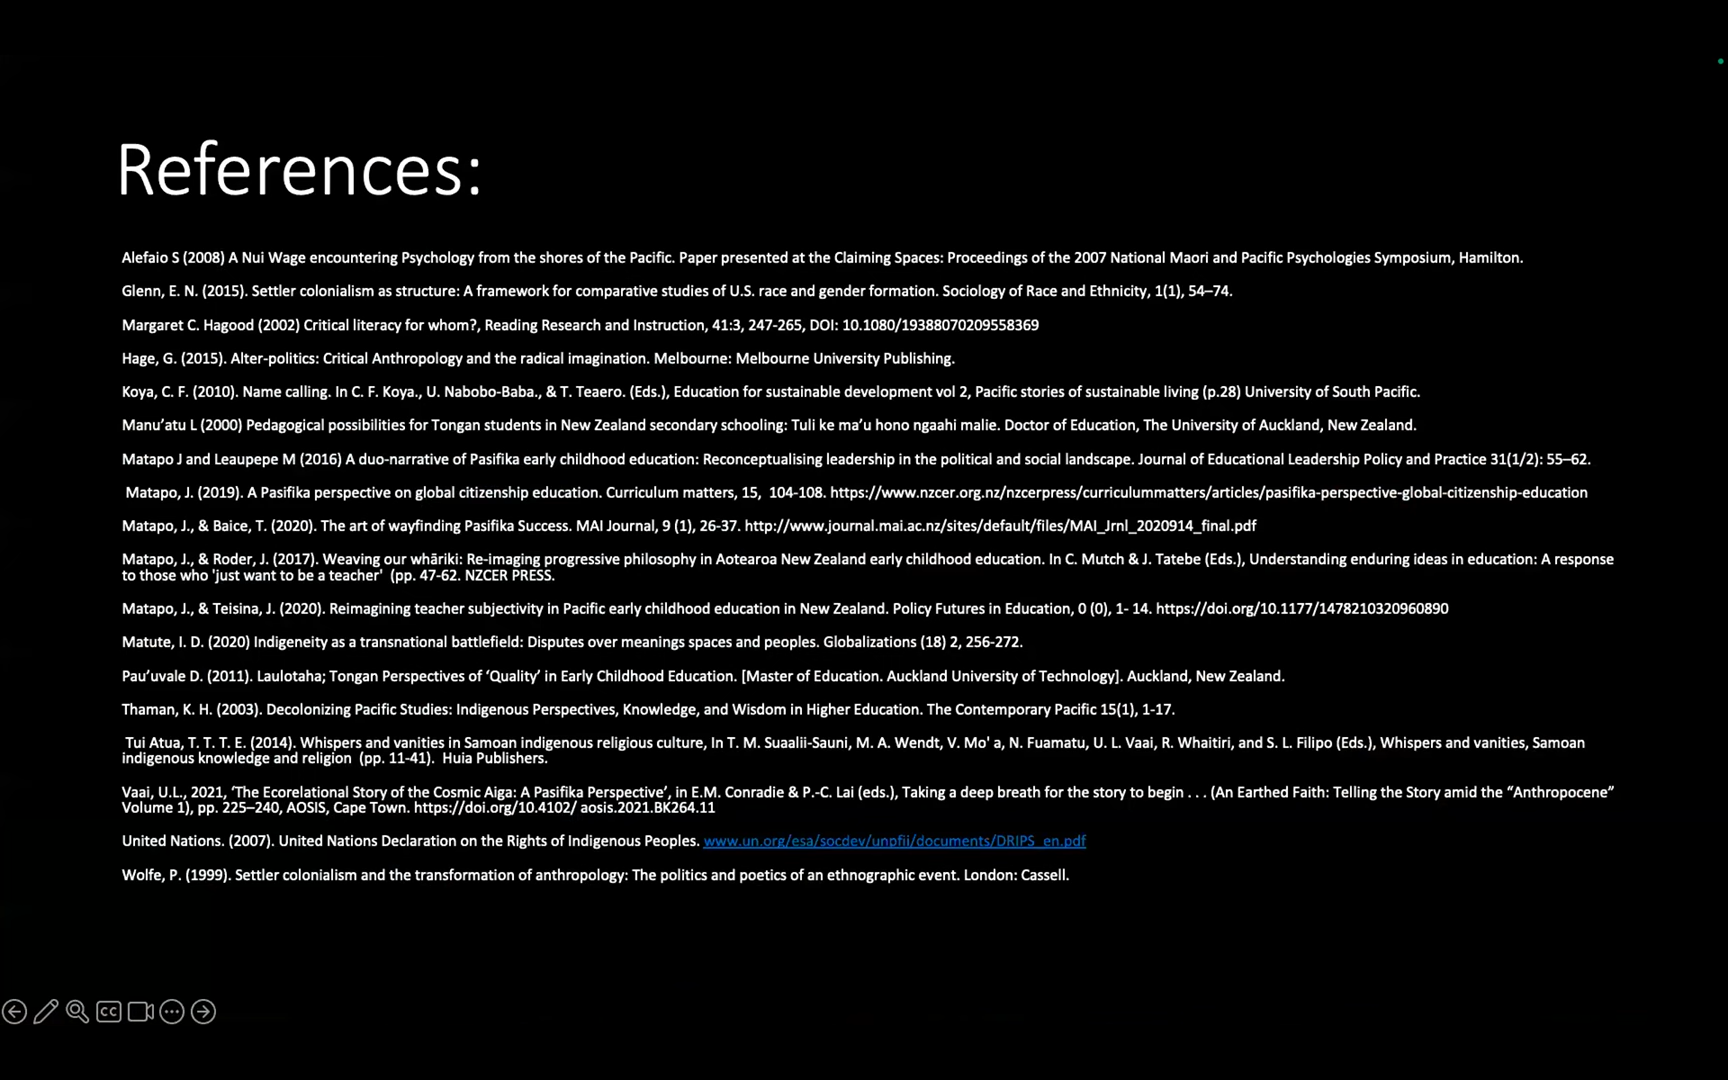 References:
Alefaio S (2008) A Nui Wage encountering Psychology from the shores of the Pacific. Paper presented at the Claiming Spaces: Proceedings of the 2007 National Maori and Pacific Psychologies Symposium, Hamilton.
Glenn, E. N. (2015). Settler colonialism as structure: A framework for comparative studies of U.S. race and gender formation. Sociology of Race and Ethnicity, 1(1), 54–74.
Margaret C. Hagood (2002) Critical literacy for whom?, Reading Research and Instruction, 41:3, 247-265, DOI: 10.1080/19388070209558369
Hage, G. (2015). Alter-politics: Critical Anthropology and the radical imagination. Melbourne: Melbourne University Publishing.
Koya, C. F. (2010). Name calling. In C. F. Koya., U. Nabobo-Baba., & T. Teaero. (Eds.), Education for sustainable development vol 2, Pacific stories of sustainable living (p.28) University of South Pacific.
Manu’atu L (2000) Pedagogical possibilities for Tongan students in New Zealand secondary schooling: Tuli ke ma’u hono ngaahi malie. Doctor of Education, The University of Auckland, New Zealand.
Matapo J and Leaupepe M (2016) A duo-narrative of Pasifika early childhood education: Reconceptualising leadership in the political and social landscape. Journal of Educational Leadership Policy and Practice 31(1/2): 55–62.
Matapo, J. (2019). A Pasifika perspective on global citizenship education. Curriculum matters, 15, 104-108. https://www.nzcer.org.nz/nzcerpress/curriculummatters/articles/pasifika-perspective-global-citizenship-education
Matapo, J., & Baice, T. (2020). The art of wayfinding Pasifika Success. MAI Journal, 9 (1), 26-37. http://www.journal.mai.ac.nz/sites/default/files/MAI_Jrnl_2020914_final.pdf
Matapo, J., & Roder, J. (2017). Weaving our whāriki: Re-imaging progressive philosophy in Aotearoa New Zealand early childhood education. In C. Mutch & J. Tatebe (Eds.), Understanding enduring ideas in education: A response
to those who 'just want to be a teacher' (pp. 47-62. NZCER PRESS.
Matapo, J., & Teisina, J. (2020). Reimagining teacher subjectivity in Pacific early childhood education in New Zealand. Policy Futures in Education, 0 (0), 1- 14. https://doi.org/10.1177/1478210320960890
Matute, I. D. (2020) Indigeneity as a transnational battlefield: Disputes over meanings spaces and peoples. Globalizations (18) 2, 256-272.
Pau’uvale D. (2011). Laulotaha; Tongan Perspectives of ‘Quality’ in Early Childhood Education. [Master of Education. Auckland University of Technology]. Auckland, New Zealand.
Thaman, K. H. (2003). Decolonizing Pacific Studies: Indigenous Perspectives, Knowledge, and Wisdom in Higher Education. The Contemporary Pacific 15(1), 1-17.
Tui Atua, T. T. T. E. (2014). Whispers and vanities in Samoan indigenous religious culture, In T. M. Suaalii-Sauni, M. A. Wendt, V. Mo' a, N. Fuamatu, U. L. Vaai, R. Whaitiri, and S. L. Filipo (Eds.), Whispers and vanities, Samoan
indigenous knowledge and religion (pp. 11-41). Huia Publishers.
Vaai, U.L., 2021, ‘The Ecorelational Story of the Cosmic Aiga: A Pasifika Perspective’, in E.M. Conradie & P.-C. Lai (eds.), Taking a deep breath for the story to begin . . . (An Earthed Faith: Telling the Story amid the “Anthropocene”
Volume 1), pp. 225–240, AOSIS, Cape Town. https://doi.org/10.4102/ aosis.2021.BK264.11
United Nations. (2007). United Nations Declaration on the Rights of Indigenous Peoples. www.un.org/esa/socdev/unpfii/documents/DRIPS_en.pdf
Wolfe, P. (1999). Settler colonialism and the transformation of anthropology: The politics and poetics of an ethnographic event. London: Cassell.
CC